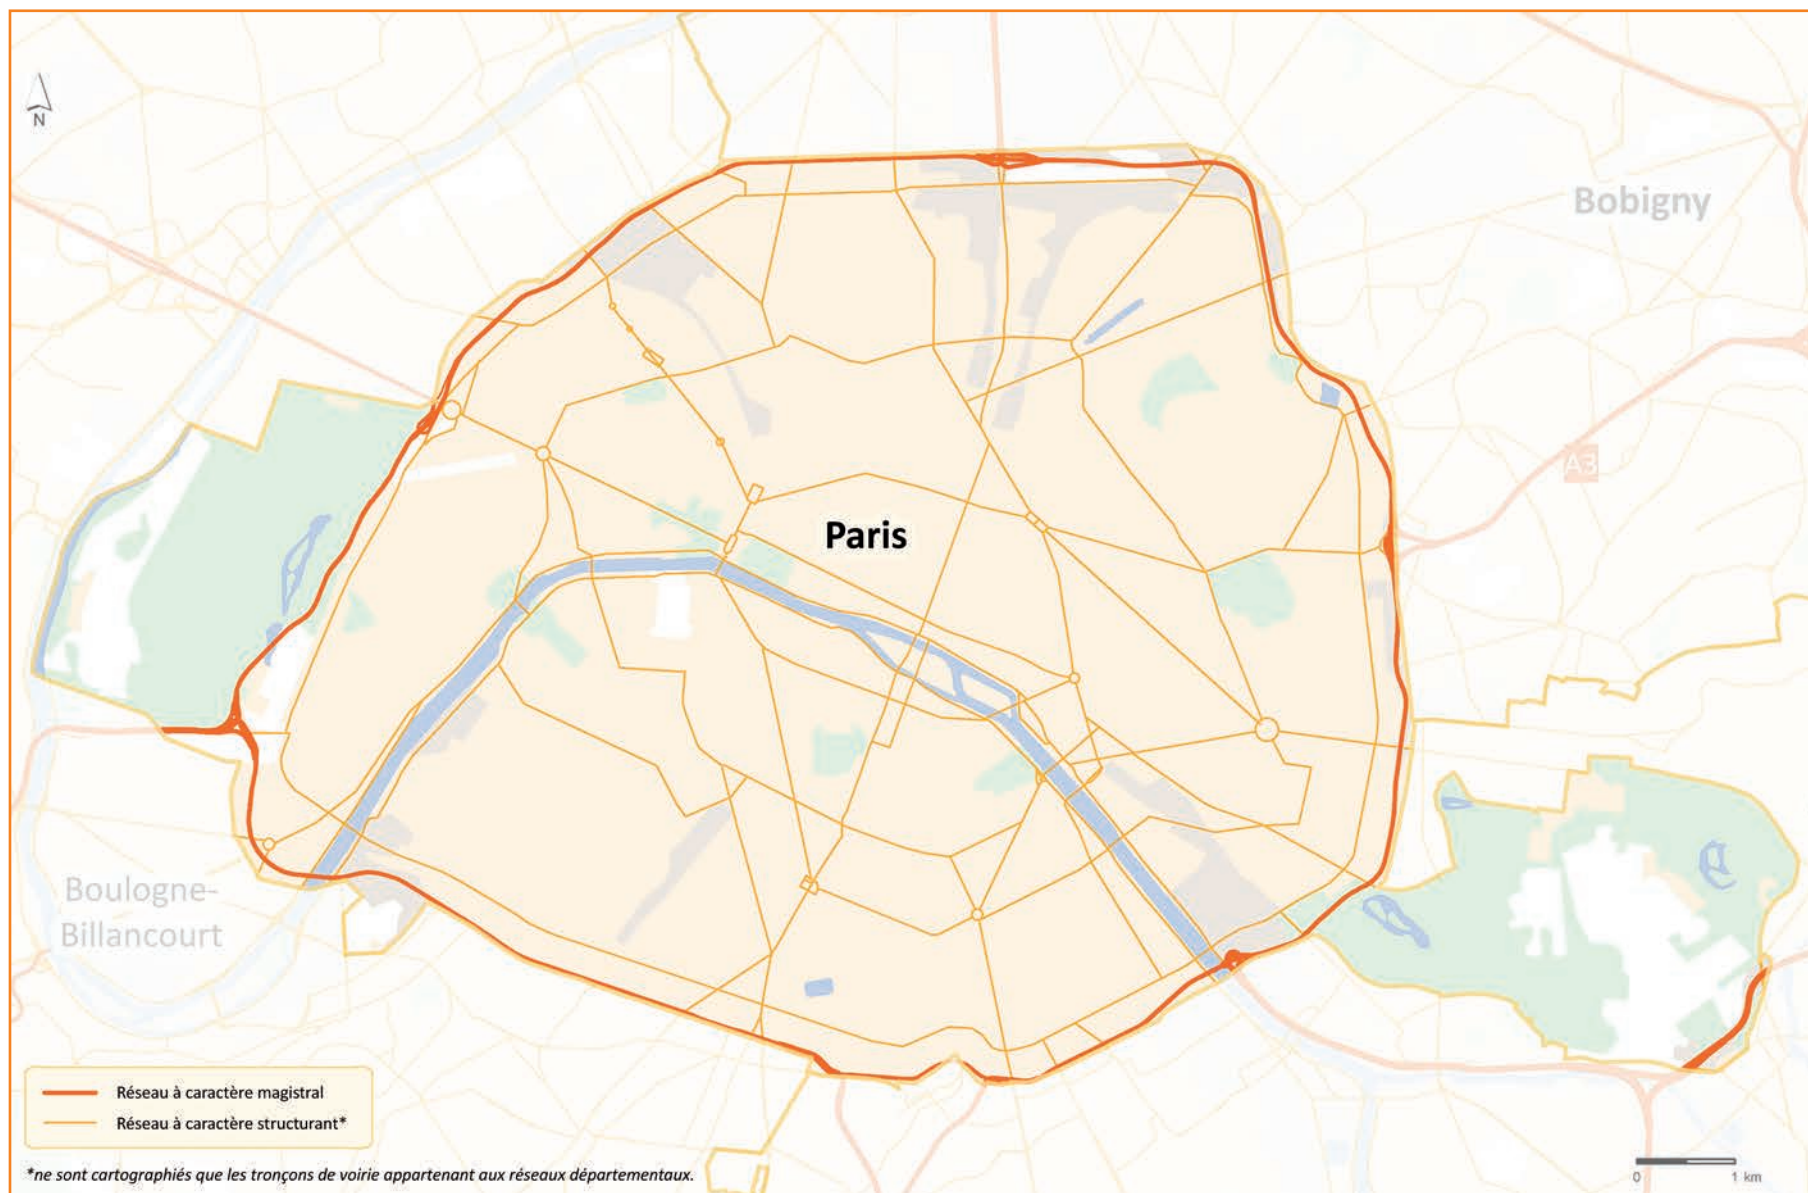 N
Bobigny
A3
Paris
Boulogne-
Billancourt
Réseau à caractère magistral
Réseau à caractère structurant*
*ne sont cartographiés que les tronçons de voirie appartenant aux réseaux départementaux.
0 1 km